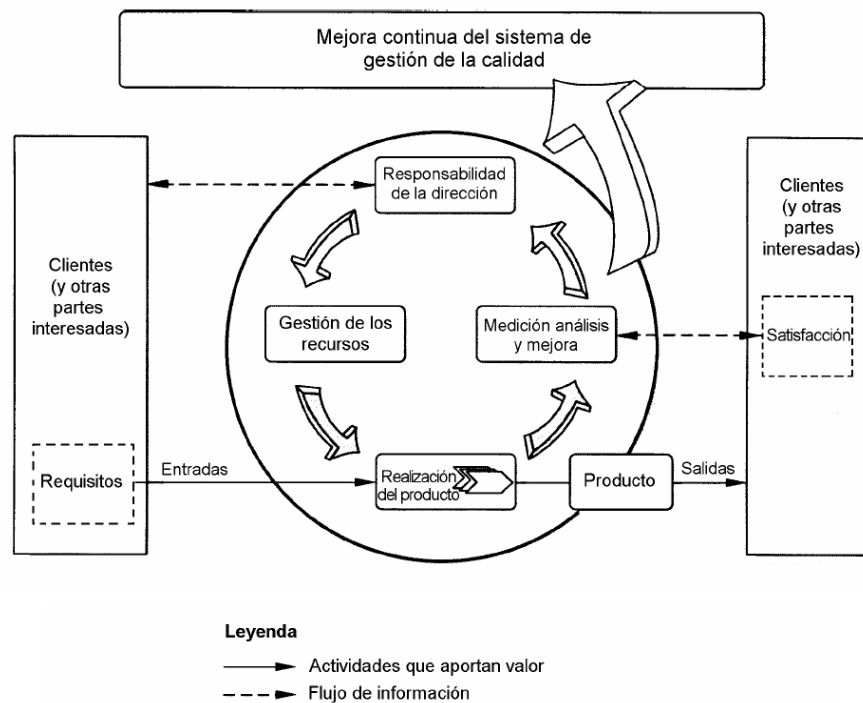 Mejora continua del sistema de
gestión de la calidad
Responsabilidad
de la dirección
Clientes
(y otras
partes
interesadas)
Clientes
(y otras
partes
interesadas)
Gestión de los
recursos
Medición análisis
y mejora
Satisfacción
Requisitos
Entradas
Realización
del producto
Producto
Salidas
Leyenda
Actividades que aportan valor
Flujo de información